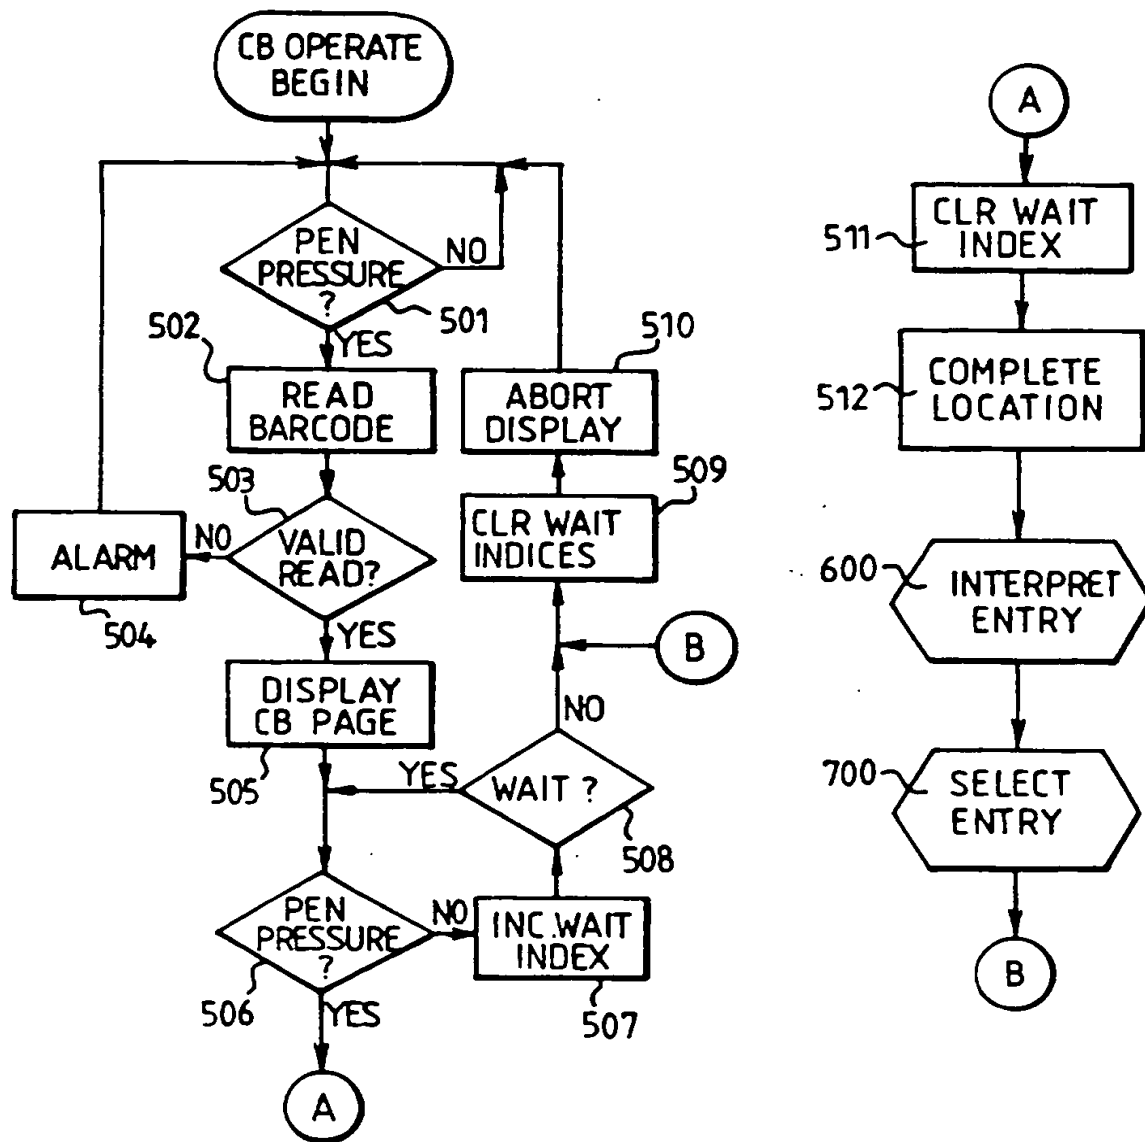 CB OPERATE
BEGIN
PEN
PRESSURE
?
NO
501
YES
502
READ
BARCODE
503
VALID
READ?
NO
ALARM
504
YES
DISPLAY
CB PAGE
505
PEN
PRESSURE
?
506
NO
YES
A
INC.WAIT
INDEX
507
WAIT ?
508
YES
NO
B
CLR WAIT
INDICES
509
ABORT
DISPLAY
510
A
CLR WAIT
INDEX
511
COMPLETE
LOCATION
512
INTERPRET
ENTRY
600
SELECT
ENTRY
700
B